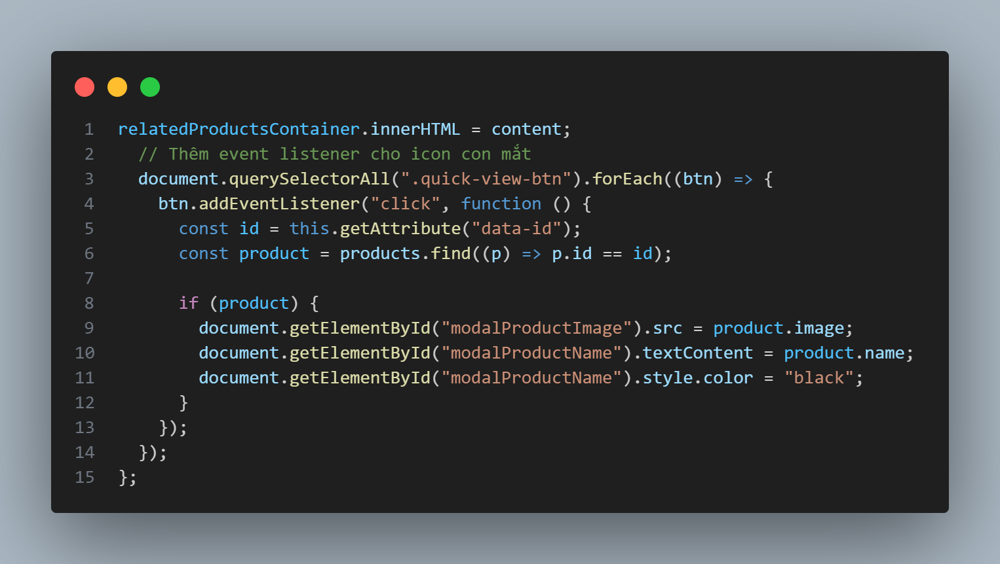 1 relatedProductsContainer.innerHTML = content;
2 // Thêm event listener cho icon con mắt
3 document.querySelectorAll(".quick-view-btn").forEach((btn) => {
4 btn.addEventListener("click", function () {
5 const id = this.getAttribute("data-id");
6 const product = products.find((p) => p.id == id);
7
8 if (product) {
9 document.getElementById("modalProductImage").src = product.image;
10 document.getElementById("modalProductName").textContent = product.name;
11 document.getElementById("modalProductName").style.color = "black";
12 }
13 });
14 });
15 };